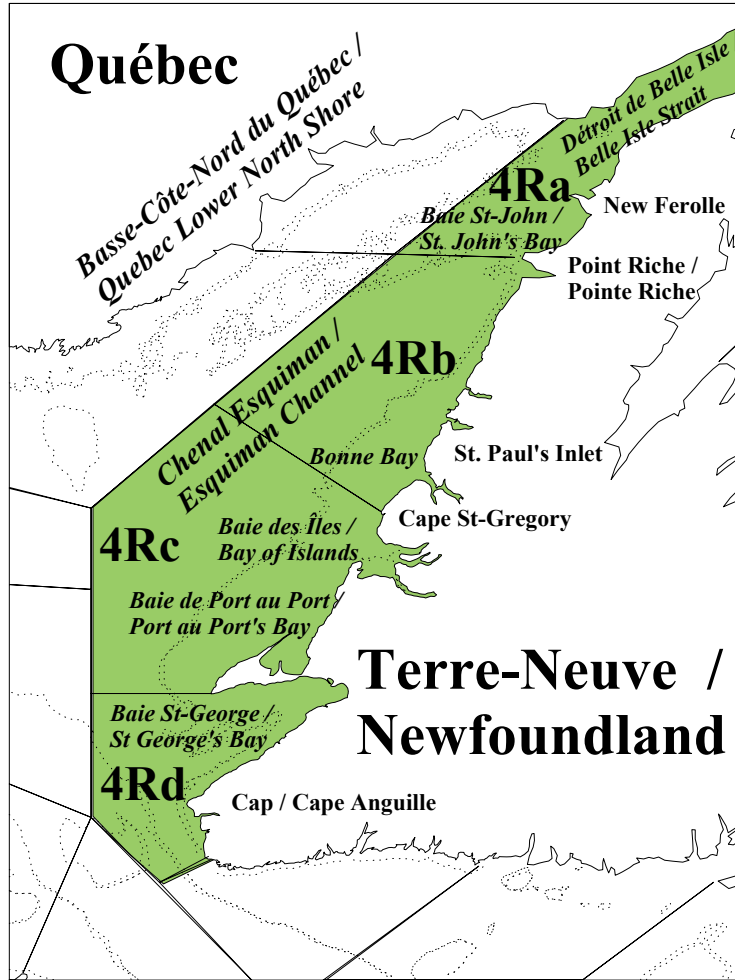 Québec
Basse-Côte-Nord du Québec /
Quebec Lower North Shore
Détroit de Belle Isle
Belle Isle Strait
4Ra
New Ferolle
Baie St-John /
St. John's Bay
Point Riche /
Pointe Riche
4Rb
Chenal Esquiman /
Esquiman Channel
Bonne Bay
St. Paul's Inlet
Cape St-Gregory
4Rc
Baie des Îles /
Bay of Islands
Baie de Port au Port /
Port au Port's Bay
Terre-Neuve /
Newfoundland
Baie St-George /
St George's Bay
4Rd
Cap / Cape Anguille